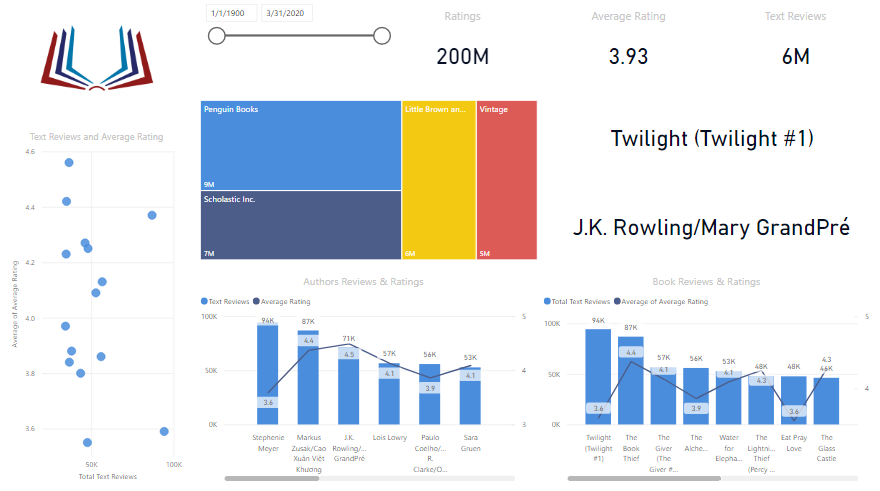 1/1/1900 3/31/2020
Ratings
200M
Average Rating
3.93
Text Reviews
6M
Text Reviews and Average Rating
Average of Average Rating
4.6
4.4
4.2
4.0
3.8
3.6
50K 100K
Total Text Reviews
Penguin Books
9M
Scholastic Inc.
7M
Little Brown an...
6M
Vintage
5M
Twilight (Twilight #1)
J.K. Rowling/Mary GrandPré
Authors Reviews & Ratings
Text Reviews Average Rating
100K
50K
0K
5
4
3
94K 87K 71K 57K 56K 53K
3.6 4.4 4.5 4.1 3.9 4.1
Stephenie
Meyer
Markus
Zusak/Cao
Xuân Việt
Khương
J.K.
Rowling/...
GrandPré
Lois Lowry
Paulo
Coelho/...
R.
Clarke/O...
Sara
Gruen
Book Reviews & Ratings
Total Text Reviews Average of Average Rating
100K
50K
0K
5
4
94K 87K 57K 56K 53K 48K 48K 46K
3.6 4.4 4.1 3.9 4.1 4.3 3.6 4.3
Twilight
(Twilight
#1)
The
Book
Thief
The
Giver
(The
Giver #...
The
Alche...
Water
for
Elepha...
The
Lightni...
Thief
(Percy ...
Eat Pray
Love
The
Glass
Castle